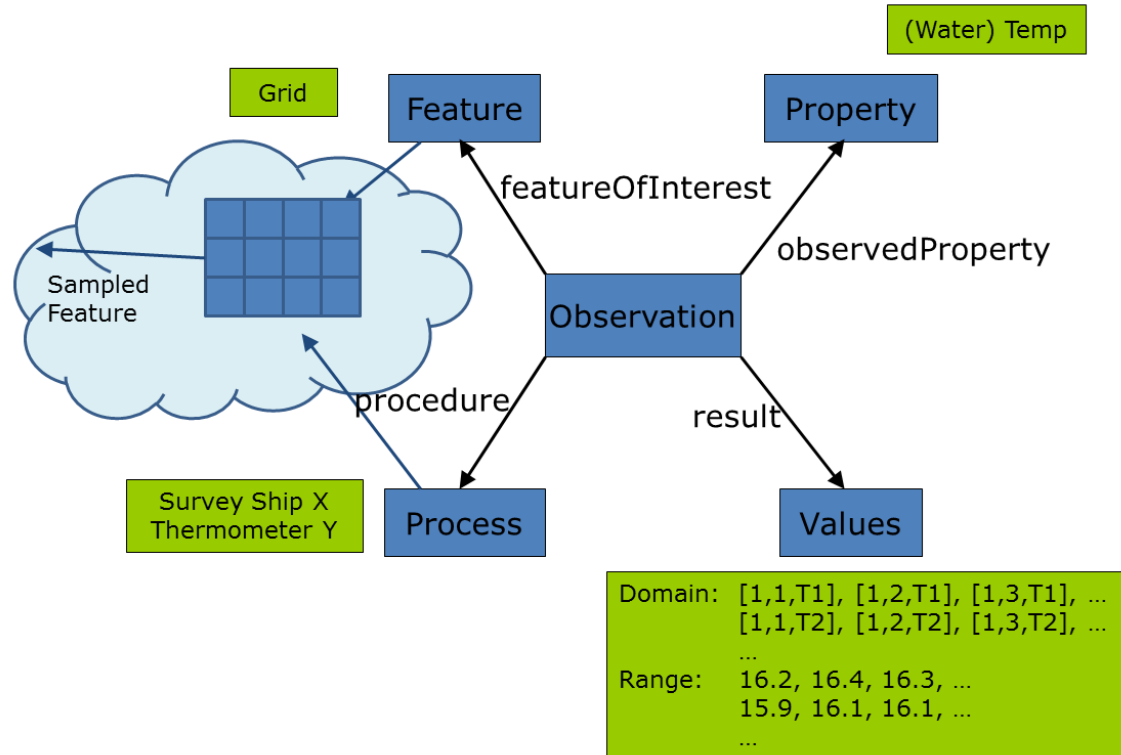 (Water) Temp
Grid
Feature
Property
featureOfInterest
observedProperty
Sampled
Feature
Observation
procedure
result
Survey Ship X
Thermometer Y
Process
Values
Domain: [1,1,T1], [1,2,T1], [1,3,T1], …
[1,1,T2], [1,2,T2], [1,3,T2], …
…
Range: 16.2, 16.4, 16.3, …
15.9, 16.1, 16.1, …
…